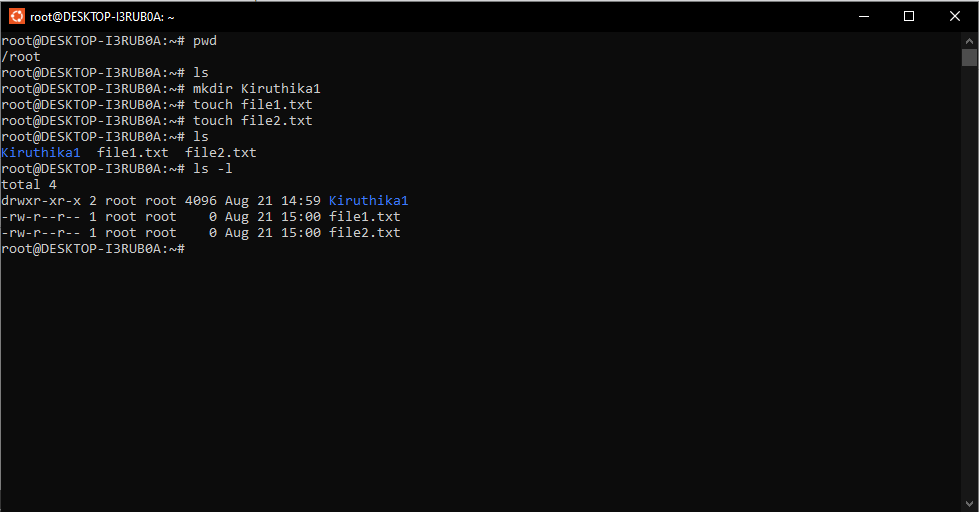 root@DESKTOP-I3RUB0A: ~
root@DESKTOP-I3RUB0A:~# pwd
/root
root@DESKTOP-I3RUB0A:~# ls
root@DESKTOP-I3RUB0A:~# mkdir Kiruthika1
root@DESKTOP-I3RUB0A:~# touch file1.txt
root@DESKTOP-I3RUB0A:~# touch file2.txt
root@DESKTOP-I3RUB0A:~# ls
Kiruthika1  file1.txt  file2.txt
root@DESKTOP-I3RUB0A:~# ls -l
total 4
drwxr-xr-x 2 root root 4096 Aug 21 14:59 Kiruthika1
-rw-r--r-- 1 root root    0 Aug 21 15:00 file1.txt
-rw-r--r-- 1 root root    0 Aug 21 15:00 file2.txt
root@DESKTOP-I3RUB0A:~#